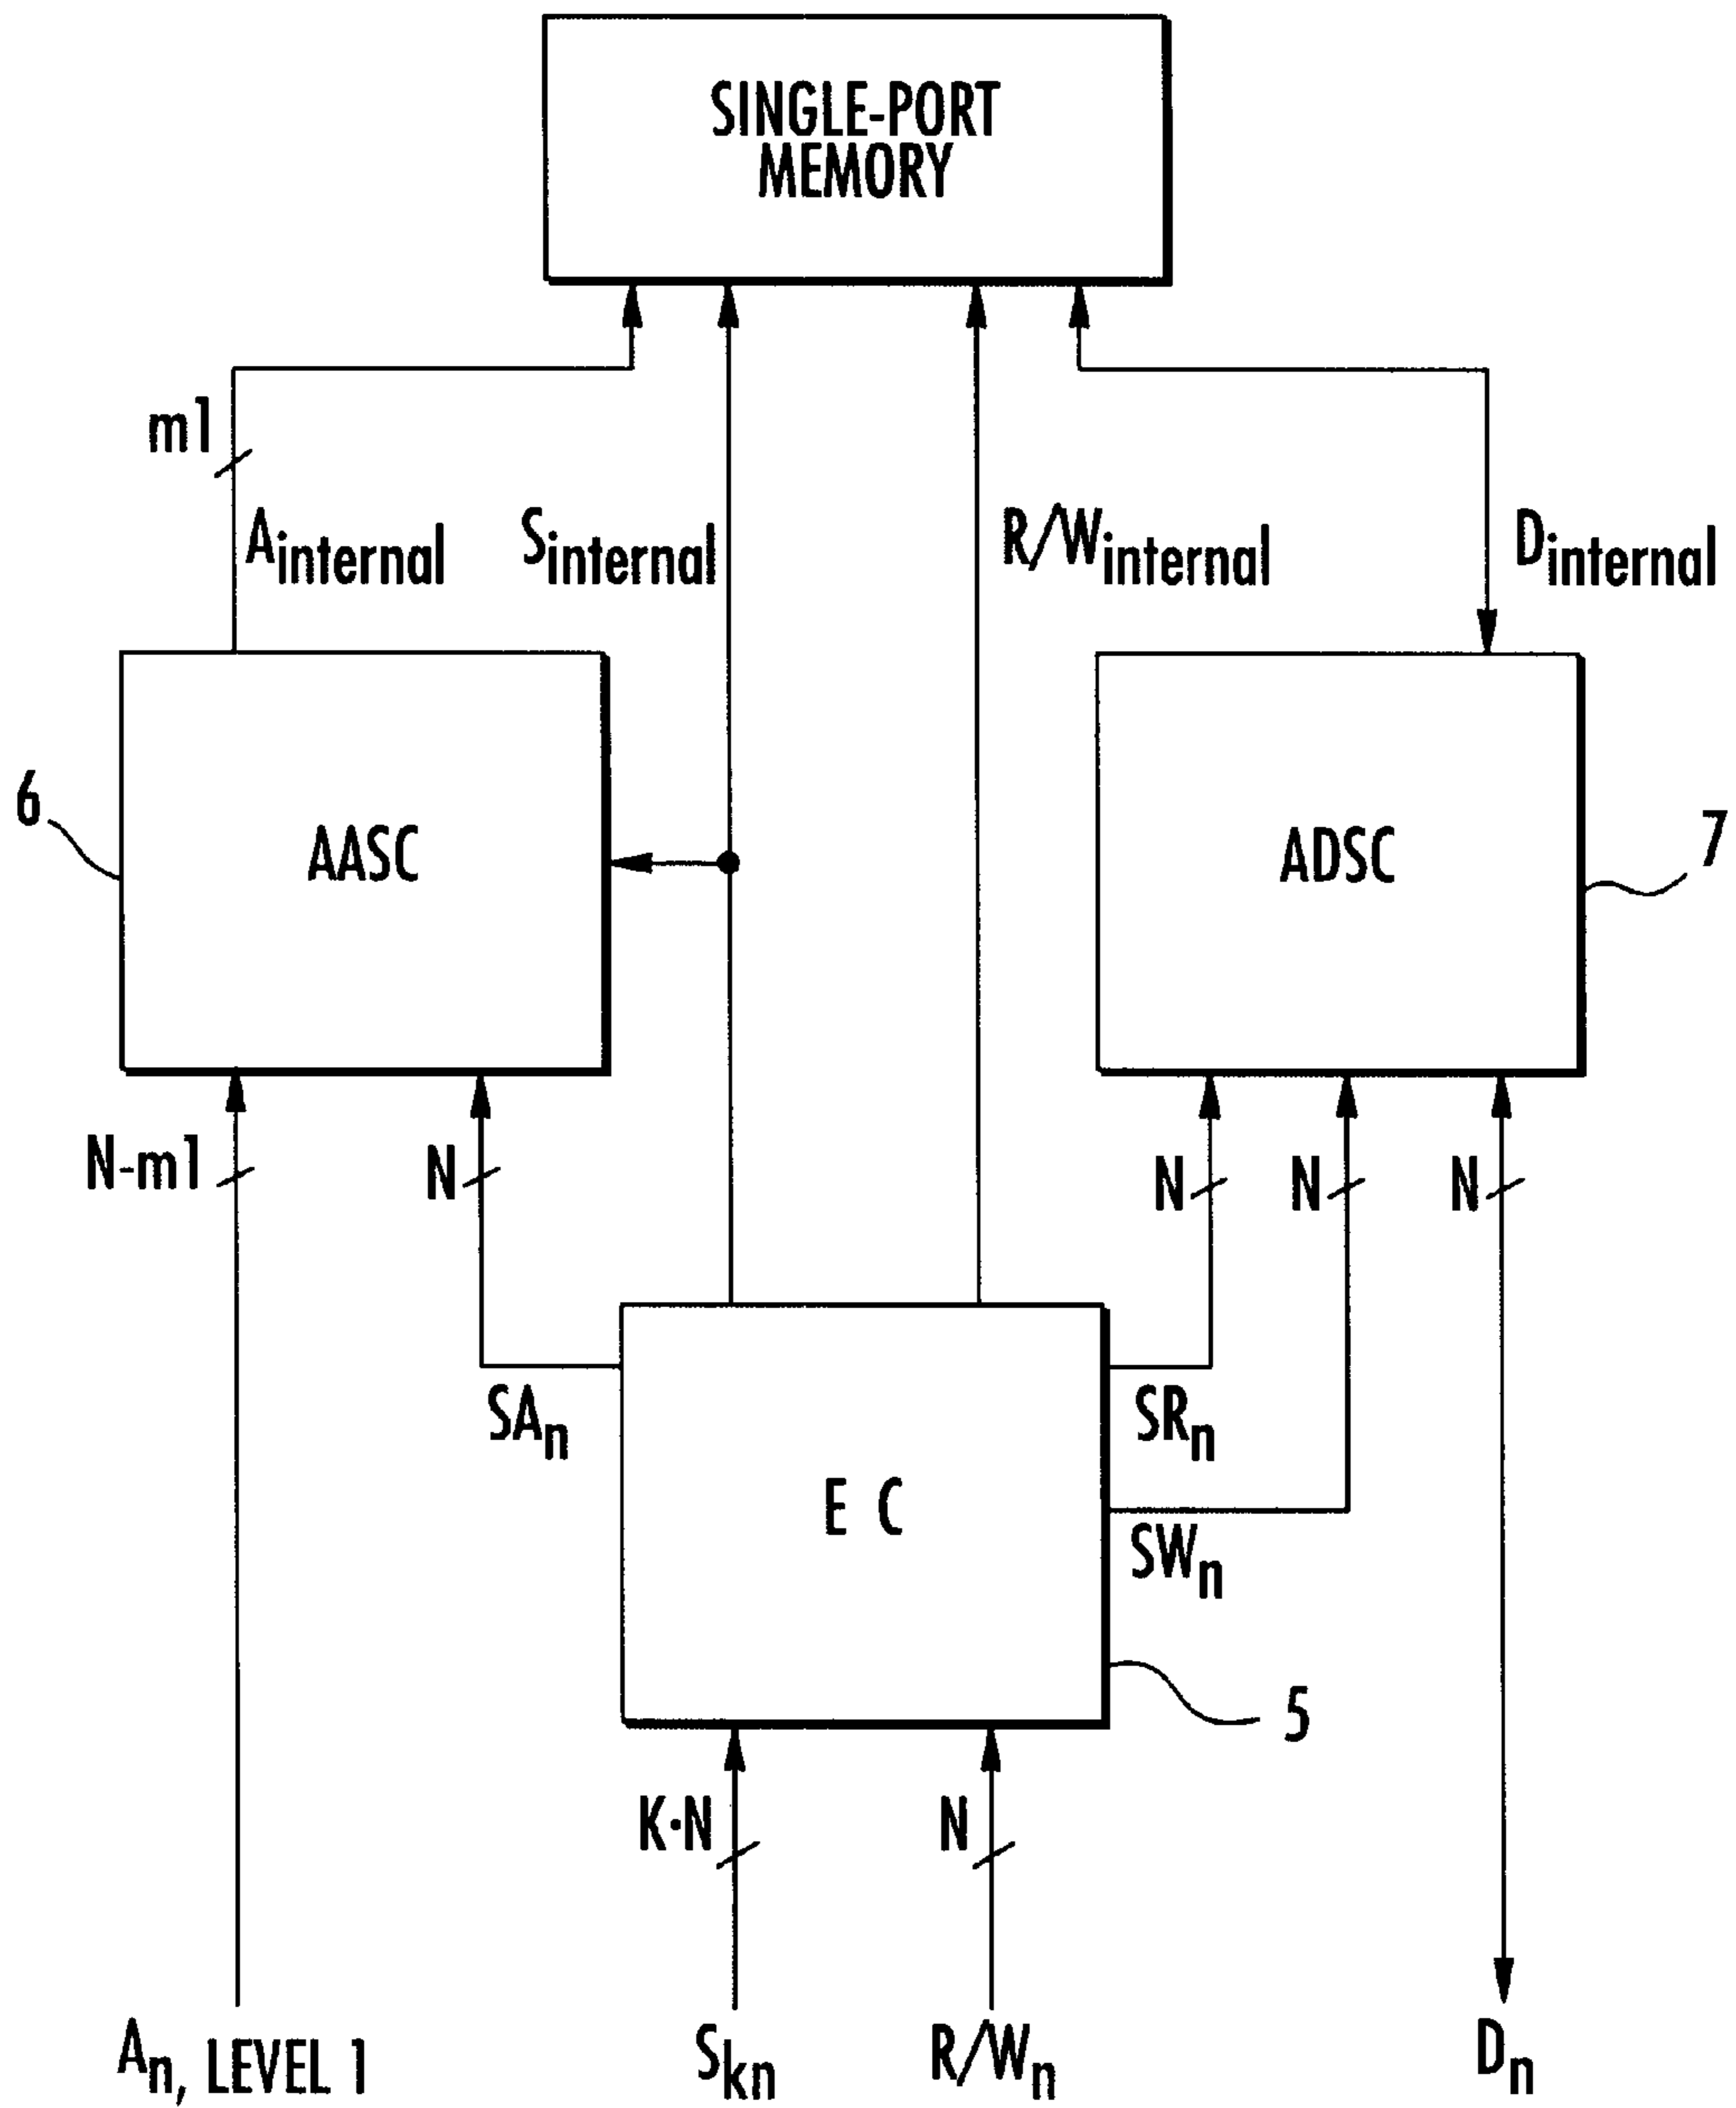 SINGLE-PORT
MEMORY
m1
Ainternal
Sinternal
R/Winternal
Dinternal
6
AASC
ADSC
7
N-m1
N
N
N
N
SAn
SRn
E C
SWn
5
K·N
N
An, LEVEL 1
Skn
R/Wn
Dn